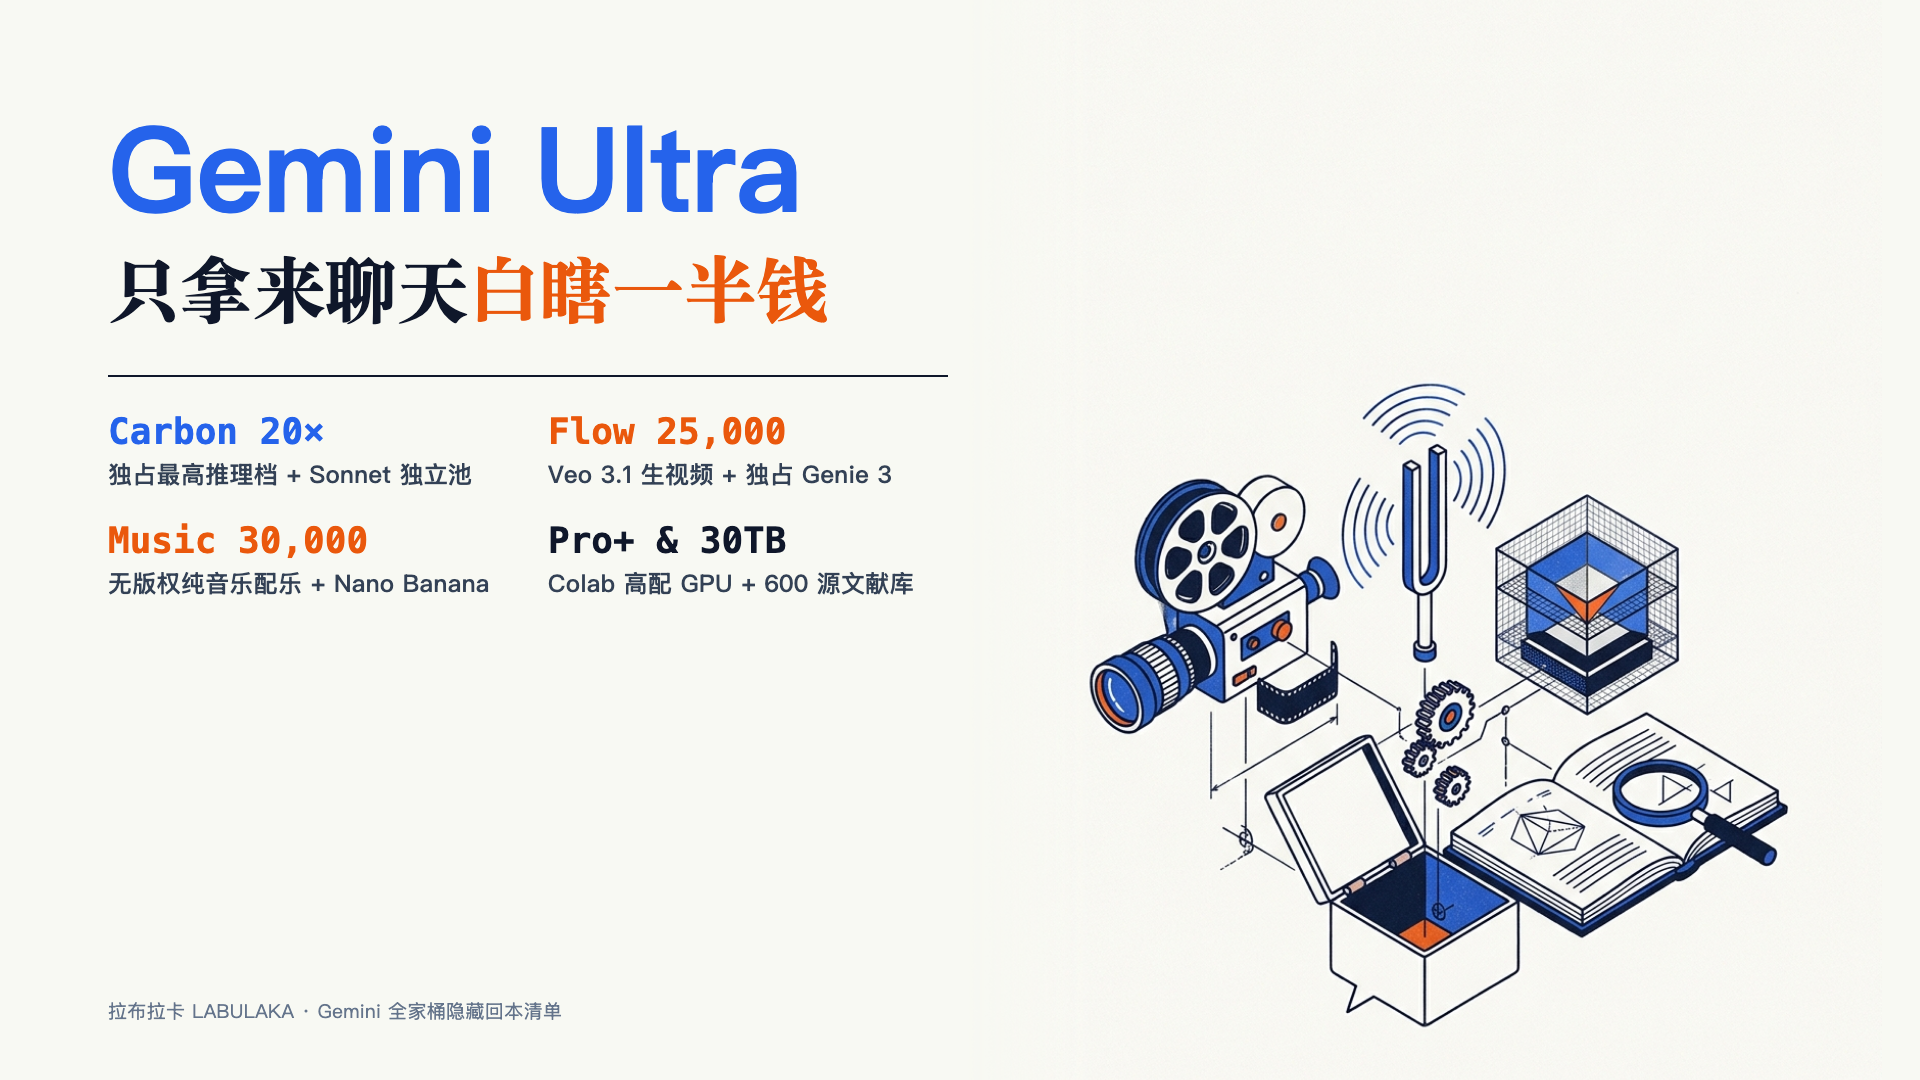 Gemini Ultra
只拿来聊天白瞎一半钱
Carbon 20×
独占最高推理档 + Sonnet 独立池
Flow 25,000
Veo 3.1 生视频 + 独占 Genie 3
Music 30,000
无版权纯音乐配乐 + Nano Banana
Pro+ & 30TB
Colab 高配 GPU + 600 源文献库
拉布拉卡 LABULAKA · Gemini 全家桶隐藏回本清单